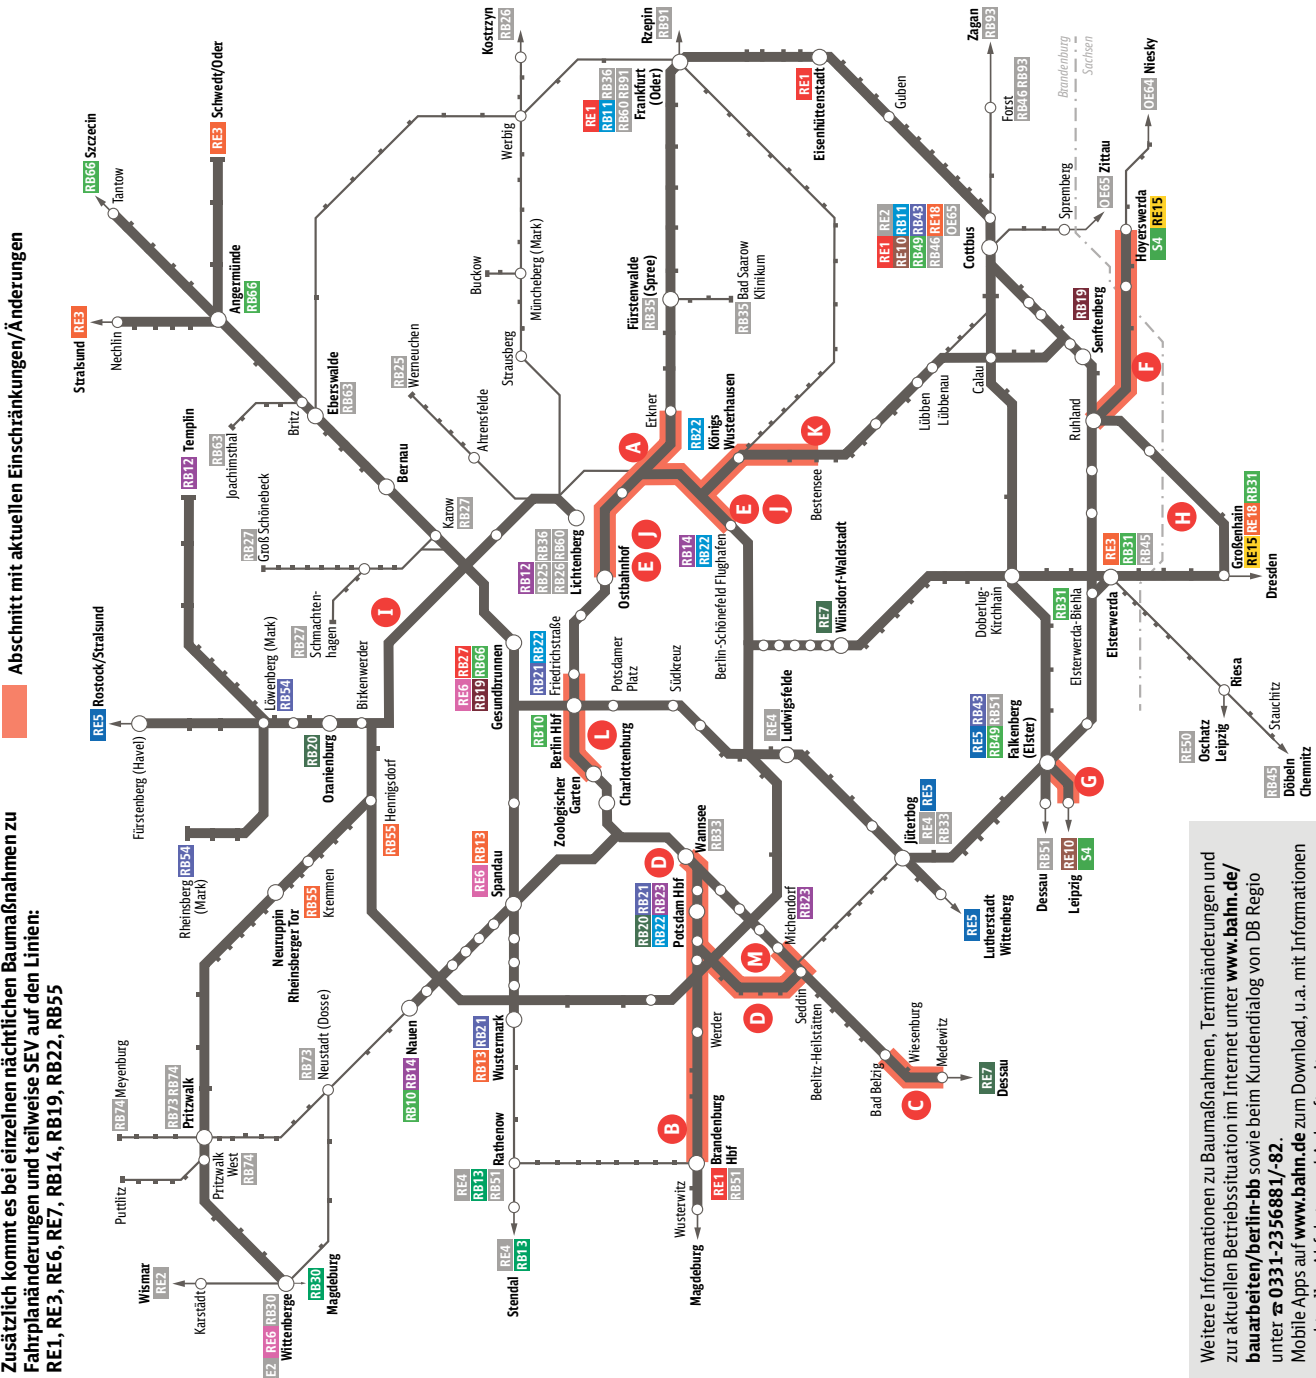 Zusätzlich kommt es bei einzelnen nächtlichen Baumaßnahmen zu
Fahrplanänderungen und teilweise SEV auf den Linien:
RE1, RE3, RE6, RE7, RB14, RB19, RB22, RB55
Abschnitt mit aktuellen Einschränkungen/Änderungen
Wismar
RE2
Karstädt
E2 RE6 RB30
Wittenberge
RB30
Magdeburg
Puttlitz
RB74 Meyenburg
RB73 RB74
Pritzwalk
Pritzwalk
West
RB74
RB73
Neustadt (Dosse)
Neuruppin
Rheinsberger Tor
RB55
Kremmen
RB55 Hennigsdorf
Rheinsberg
(Mark)
RB54
RE5 Rostock/Stralsund
Fürstenberg (Havel)
Löwenberg (Mark)
RB54
RB20
Oranienburg
Birkenwerder
RB12 Templin
RB27
Groß Schönebeck
RB27
Schmachten-
hagen
Karow
RB27
I
RB63
Joachimsthal
Britz
Eberswalde
RB63
Bernau
Stralsund RE3
Nechlin
Angermünde
RB66
RB66 Szczecin
Tantow
RE3 Schwedt/Oder
RB25
Werneuchen
Ahrensfelde
Strausberg
Buckow
Müncheberg (Mark)
Werbig
Kostrzyn
RB26
Rzepin
RB91
RE1
RB11 RB36
RB60 RB91
Frankfurt
(Oder)
Fürstenwalde
RB35 (Spree)
RB35 Bad Saarow
Klinikum
Erkner
A
RB12
RB25 RB36
RB26 RB60
Lichtenberg
Ostbahnhof
E J
RB21 RB22
Friedrichstraße
RE6 RB27
RB19 RB66
Gesundbrunnen
RB10
Berlin Hbf
L
Potsdamer
Platz
Südkreuz
Zoologischer
Garten
Charlottenburg
RE6 RB13
Spandau
RB10 RB14 Nauen
RB13 RB21
Wustermark
Rathenow
RE4
RB13
RB51
RE4
RB13
Stendal
Wusterwitz
Magdeburg
Brandenburg
Hbf
RE1
RB51
B
Werder
D
Wannsee
RB33
RB20 RB21
RB22 RB23
Potsdam Hbf
Michendorf
RB23
M
D
Seddin
Beelitz-Heilstätten
Bad Belzig
Wiesenburg
Medewitz
C
RE7
Dessau
RB22
Königs
Wusterhausen
K
Bestensee
E
J
RB14
RB22
Berlin-Schönefeld Flughafen
RE7
Wünsdorf-Waldstadt
RE4
Ludwigsfelde
Jüterbog
RE4 RE5
RB33
RE5
Lutherstadt
Wittenberg
RE5 RB43
RB49 RB51
Falkenberg
(Elster)
G
Dessau RB51
RE10
Leipzig S4
Doberlug-
Kirchhain
RB31
Elsterwerda-Biehla
RE3
RB31
RB45
Elsterwerda
H
Großenhain
RE15 RE18 RB31
Dresden
Riesa
RE50
Oschatz
Leipzig
Stauchitz
RB45
Döbeln
Chemnitz
Lübben
Lübbenau
Calau
Ruhland
F
RB19
Senftenberg
RE1 RE2
RE10 RB11
RB49 RB43
RB46 RE18
OE65
Cottbus
RE1
Eisenhüttenstadt
Guben
Zagan
RB93
Forst
RB46 RB93
Spremberg
OE65 Zittau
Brandenburg
Sachsen
OE64 Niesky
Hoyerswerda
S4 RE15
Weitere Informationen zu Baumaßnahmen, Terminänderungen und
zur aktuellen Betriebssituation im Internet unter www.bahn.de/
bauarbeiten/berlin-bb sowie beim Kundendialog von DB Regio
unter ☎ 0331-2356881/-82.
Mobile Apps auf www.bahn.de zum Download, u.a. mit Informationen